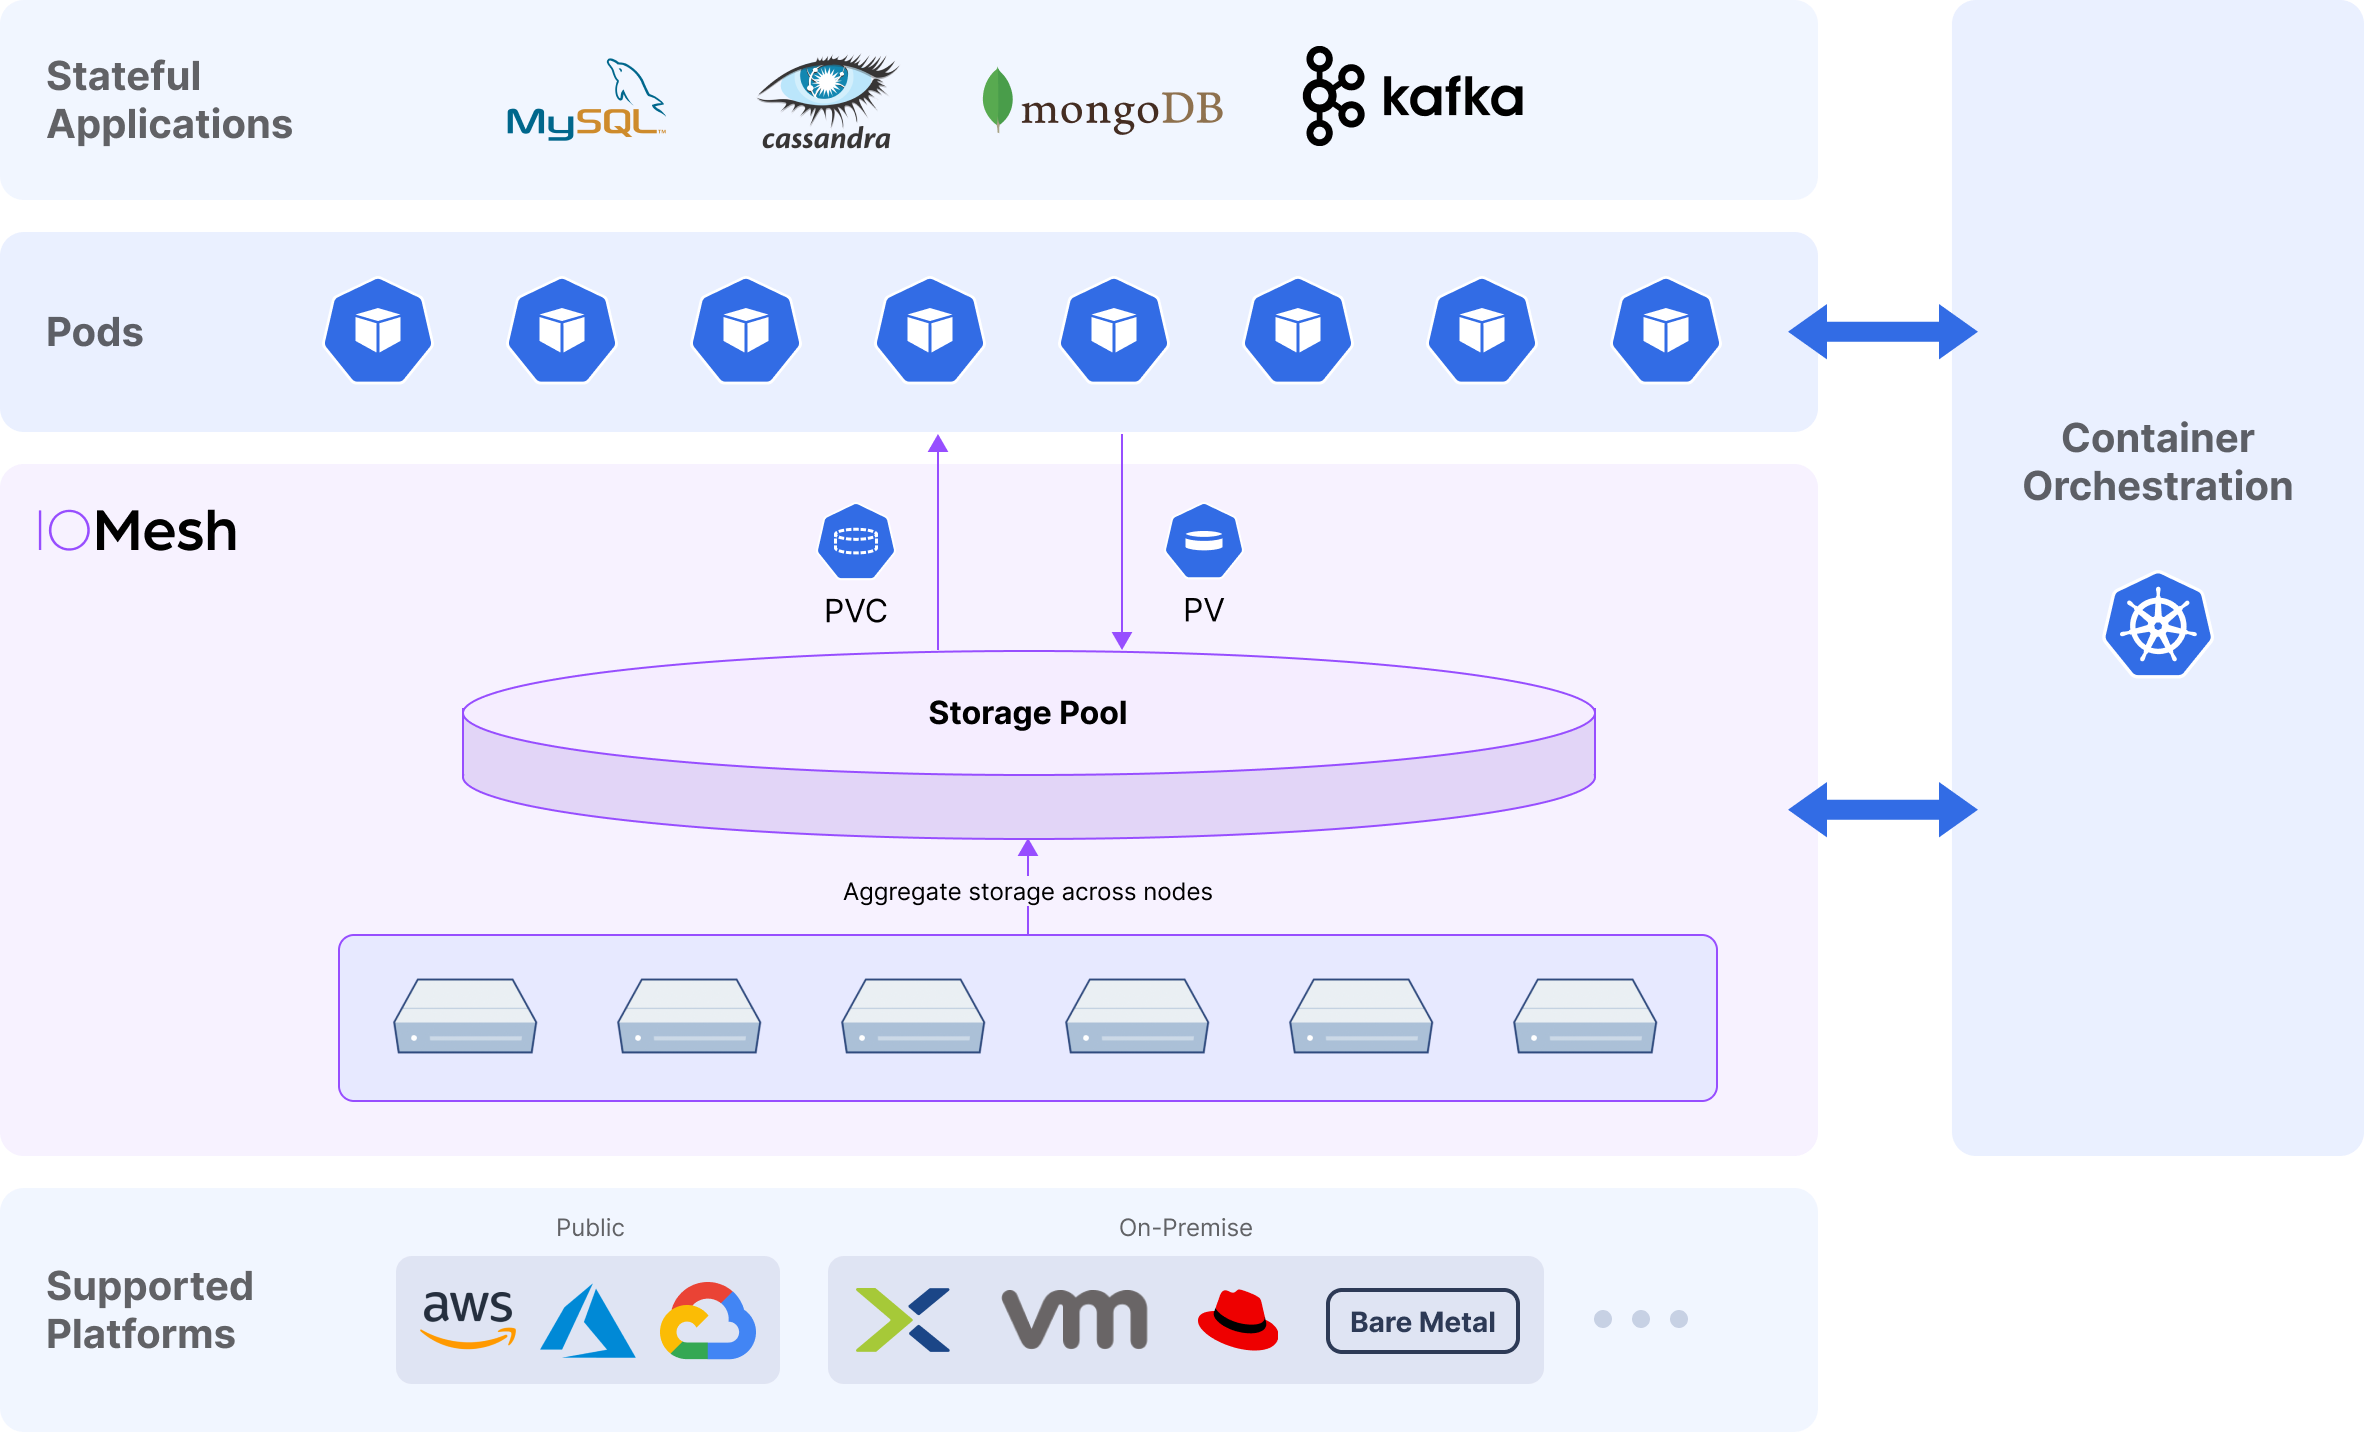 Stateful
Applications
MySQL™
cassandra
mongoDB
kafka
Pods
Container
Orchestration
IOMesh
PVC
PV
Storage Pool
Aggregate storage across nodes
Public
On-Premise
Supported
Platforms
aws
vm
Bare Metal